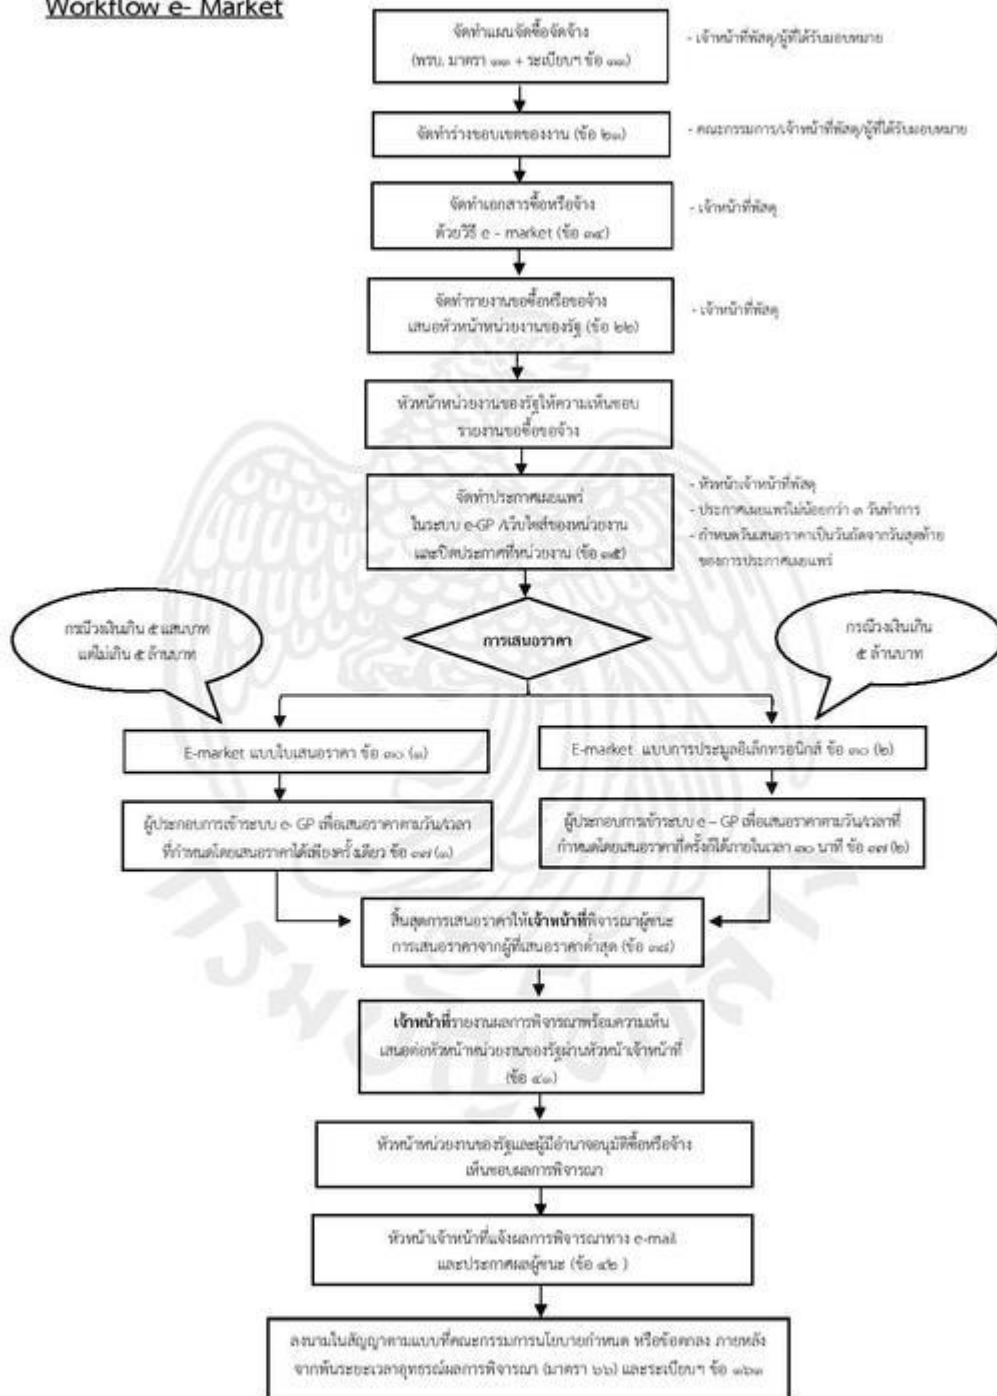 Workflow e- Market
จัดทำแผนจัดซื้อจัดจ้าง
(พรบ. มาตรา ๑๑ + ระเบียบฯ ข้อ ๑๑)
- เจ้าหน้าที่พัสดุ/ผู้ที่ได้รับมอบหมาย
จัดทำร่างขอบเขตของงาน (ข้อ ๒๑)
- คณะกรรมการ/เจ้าหน้าที่พัสดุ/ผู้ที่ได้รับมอบหมาย
จัดทำเอกสารซื้อหรือจ้าง
ด้วยวิธี e - market (ข้อ ๓๔)
- เจ้าหน้าที่พัสดุ
จัดทำรายงานขอซื้อหรือขอจ้าง
เสนอหัวหน้าหน่วยงานของรัฐ (ข้อ ๒๒)
- เจ้าหน้าที่พัสดุ
หัวหน้าหน่วยงานของรัฐให้ความเห็นชอบ
รายงานขอซื้อขอจ้าง
จัดทำประกาศเผยแพร่
ในระบบ e-GP /เว็บไซส์ของหน่วยงาน
และปิดประกาศที่หน่วยงาน (ข้อ ๓๕)
- หัวหน้าเจ้าหน้าที่พัสดุ
- ประกาศเผยแพร่ไม่น้อยกว่า ๓ วันทำการ
- กำหนดวันเสนอราคาเป็นวันถัดจากวันสุดท้าย
ของการประกาศเผยแพร่
กรณีวงเงินเกิน ๕ แสนบาท
แต่ไม่เกิน ๕ ล้านบาท
การเสนอราคา
กรณีวงเงินเกิน
๕ ล้านบาท
E-market แบบใบเสนอราคา ข้อ ๓๐ (๑)
E-market แบบการประมูลอิเล็กทรอนิกส์ ข้อ ๓๐ (๒)
ผู้ประกอบการเข้าระบบ e- GP เพื่อเสนอราคาตามวัน/เวลา
ที่กำหนดโดยเสนอราคาได้เพียงครั้งเดียว ข้อ ๓๗ (๑)
ผู้ประกอบการเข้าระบบ e – GP เพื่อเสนอราคาตามวัน/เวลาที่
กำหนดโดยเสนอราคากี่ครั้งก็ได้ภายในเวลา ๓๐ นาที ข้อ ๓๗ (๒)
สิ้นสุดการเสนอราคาให้เจ้าหน้าที่พิจารณาผู้ชนะ
การเสนอราคาจากผู้ที่เสนอราคาต่ำสุด (ข้อ ๓๘)
เจ้าหน้าที่รายงานผลการพิจารณาพร้อมความเห็น
เสนอต่อหัวหน้าหน่วยงานของรัฐผ่านหัวหน้าเจ้าหน้าที่
(ข้อ ๔๑)
หัวหน้าหน่วยงานของรัฐและผู้มีอำนาจอนุมัติซื้อหรือจ้าง
เห็นชอบผลการพิจารณา
หัวหน้าเจ้าหน้าที่แจ้งผลการพิจารณาทาง e-mail
และประกาศผลผู้ชนะ (ข้อ ๔๒ )
ลงนามในสัญญาตามแบบที่คณะกรรมการนโยบายกำหนด หรือข้อตกลง ภายหลัง
จากพ้นระยะเวลาอุทธรณ์ผลการพิจารณา (มาตรา ๖๖) และระเบียบฯ ข้อ ๑๖๑
กรมบัญชีกลาง